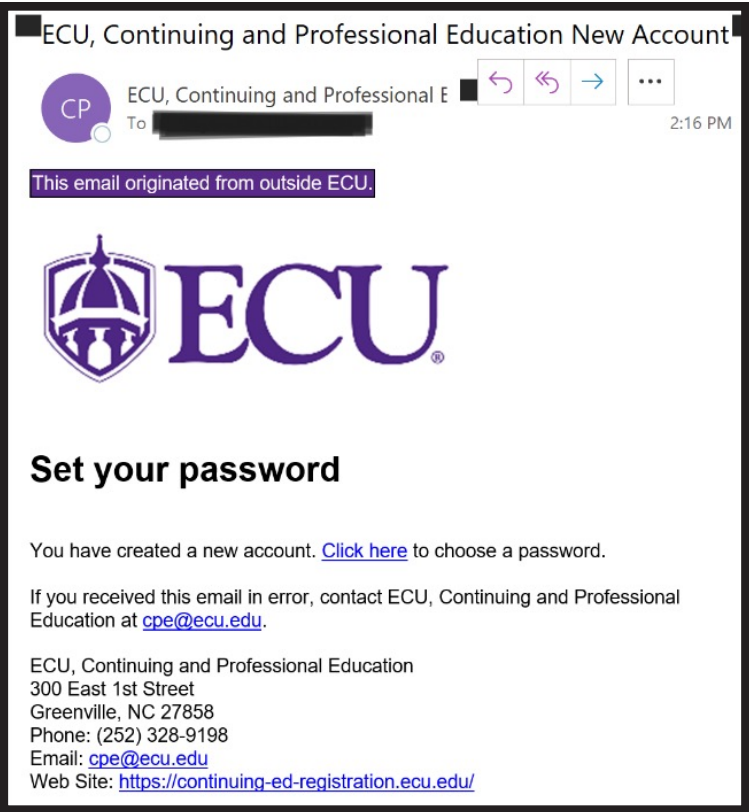 ECU, Continuing and Professional Education New Account
CP
ECU, Continuing and Professional E
To
2:16 PM
This email originated from outside ECU.
ECU®
Set your password
You have created a new account. Click here to choose a password.
If you received this email in error, contact ECU, Continuing and Professional
Education at cpe@ecu.edu.
ECU, Continuing and Professional Education
300 East 1st Street
Greenville, NC 27858
Phone: (252) 328-9198
Email: cpe@ecu.edu
Web Site: https://continuing-ed-registration.ecu.edu/